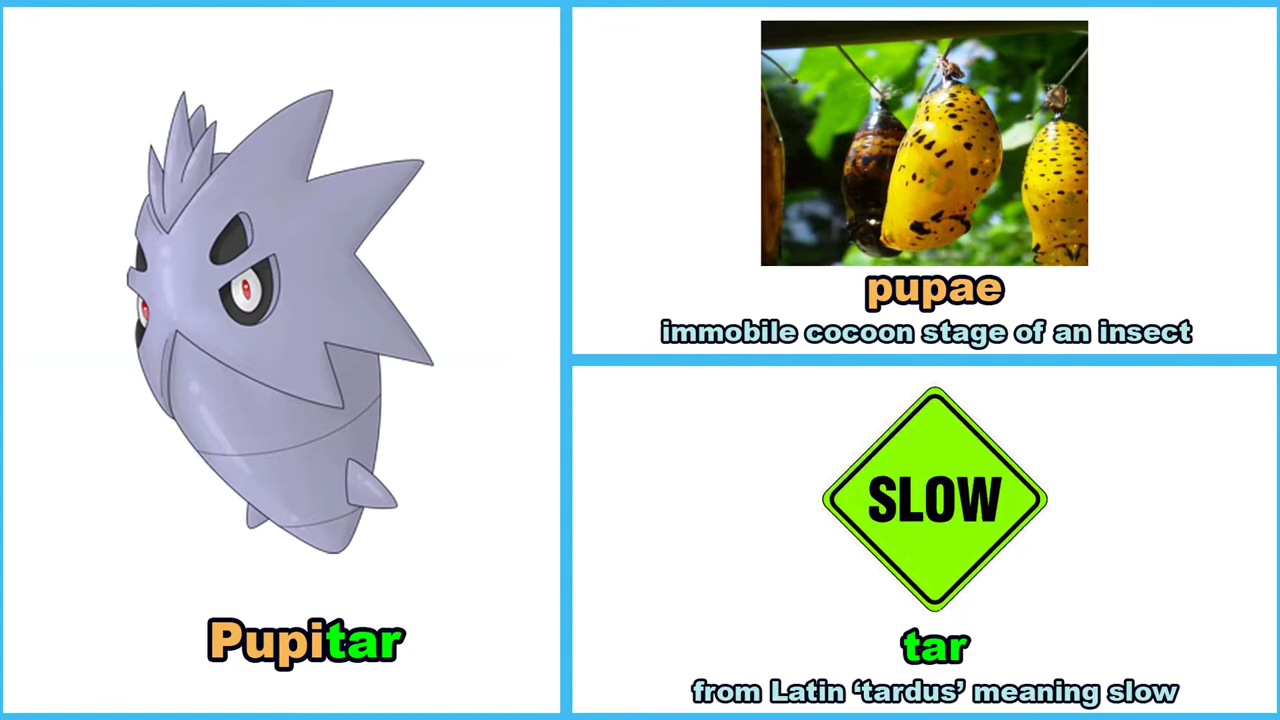 pupae
immobile cocoon stage of an insect
SLOW
Pupitar
tar
from Latin ‘tardus’ meaning slow